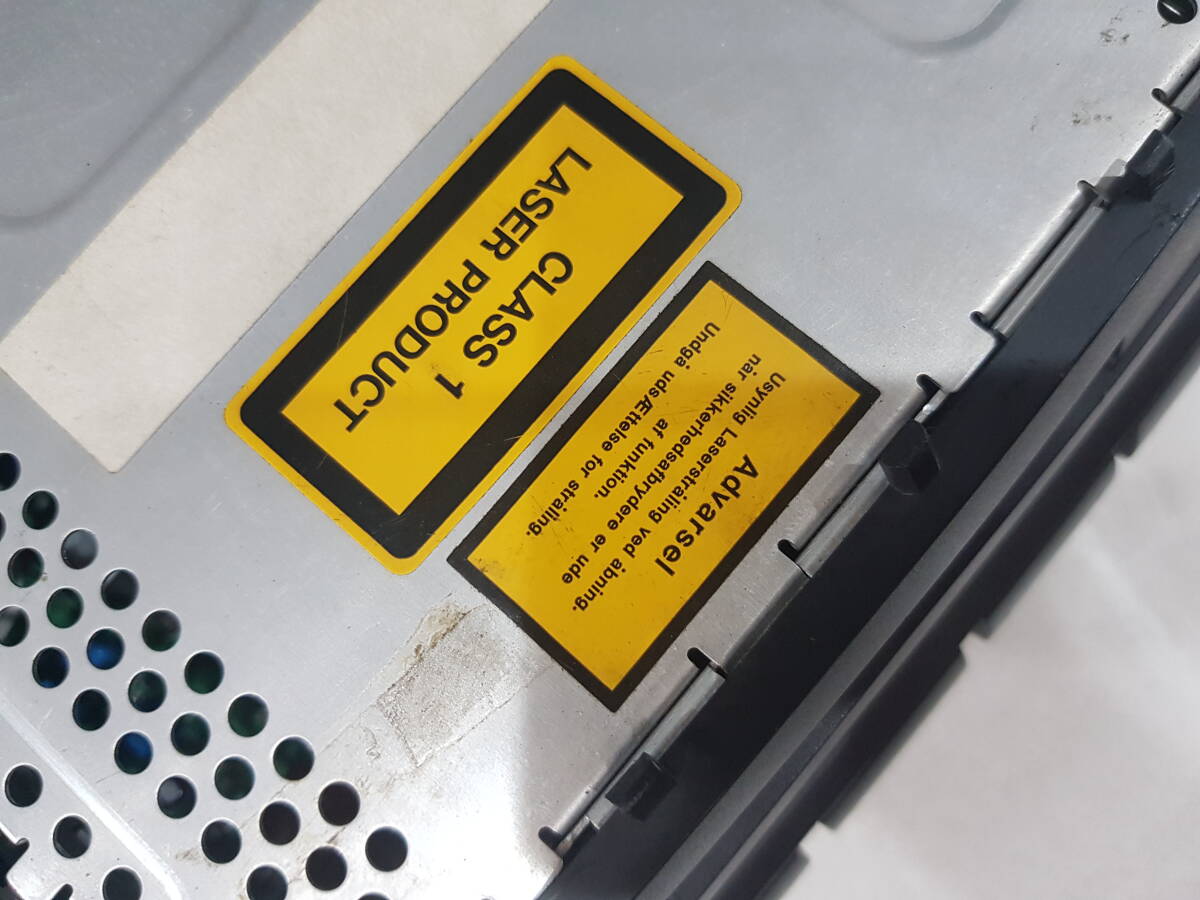 CLASS 1
LASER PRODUCT
Advarsel
Usynlig Laserstråling ved åbning.
når sikkerhedsafbrydere er ude
af funktion.
Undgå udsÆttelse for stråling.